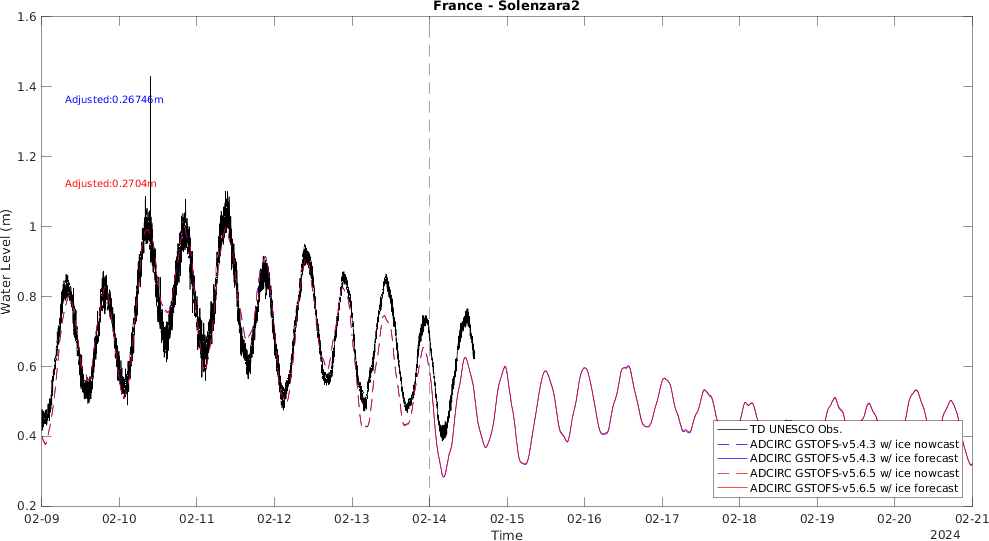 France - Solenzara2
1.6
1.4
1.2
1
0.8
0.6
0.4
0.2
Water Level (m)
Adjusted:0.26746m
Adjusted:0.2704m
TD UNESCO Obs.
ADCIRC GSTOFS-v5.4.3 w/ ice nowcast
ADCIRC GSTOFS-v5.4.3 w/ ice forecast
ADCIRC GSTOFS-v5.6.5 w/ ice nowcast
ADCIRC GSTOFS-v5.6.5 w/ ice forecast
02-09 02-10 02-11 02-12 02-13 02-14 02-15 02-16 02-17 02-18 02-19 02-20 02-21
Time
2024